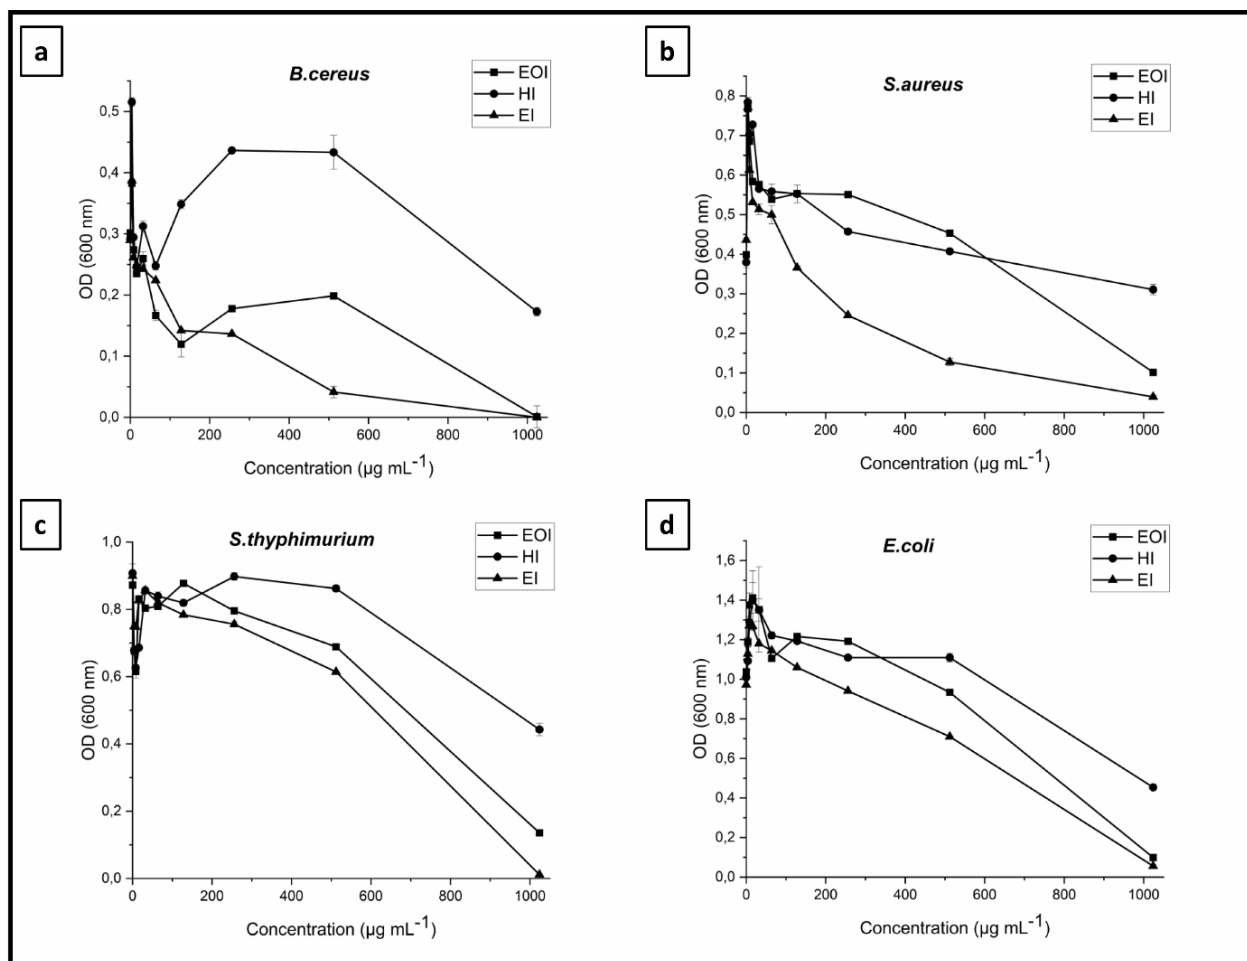 a
B.cereus
EOI
HI
EI
0,5
0,4
0,3
0,2
0,1
0,0
OD (600 nm)
0 200 400 600 800 1000
Concentration (µg mL-1)
b
S.aureus
EOI
HI
EI
0,8
0,7
0,6
0,5
0,4
0,3
0,2
0,1
0,0
OD (600 nm)
0 200 400 600 800 1000
Concentration (µg mL-1)
c
S.thyphimurium
EOI
HI
EI
1,0
0,8
0,6
0,4
0,2
0,0
OD (600 nm)
0 200 400 600 800 1000
Concentration (µg mL-1)
d
E.coli
EOI
HI
EI
1,6
1,4
1,2
1,0
0,8
0,6
0,4
0,2
0,0
OD (600 nm)
0 200 400 600 800 1000
Concentration (µg mL-1)